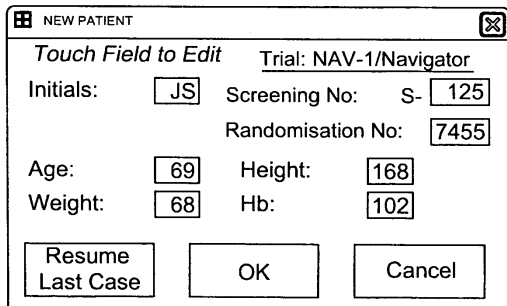 NEW PATIENT
Touch Field to Edit Trial: NAV-1/Navigator
Initials: JS Screening No: S- 125
Randomisation No: 7455
Age: 69 Height: 168
Weight: 68 Hb: 102
Resume
Last Case
OK
Cancel